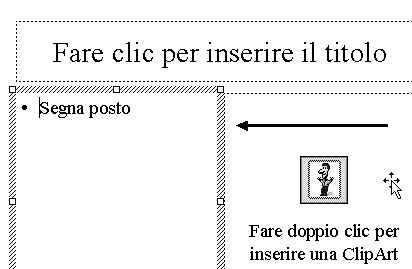 Fare clic per inserire il titolo
• Segna posto
Fare doppio clic per
inserire una ClipArt